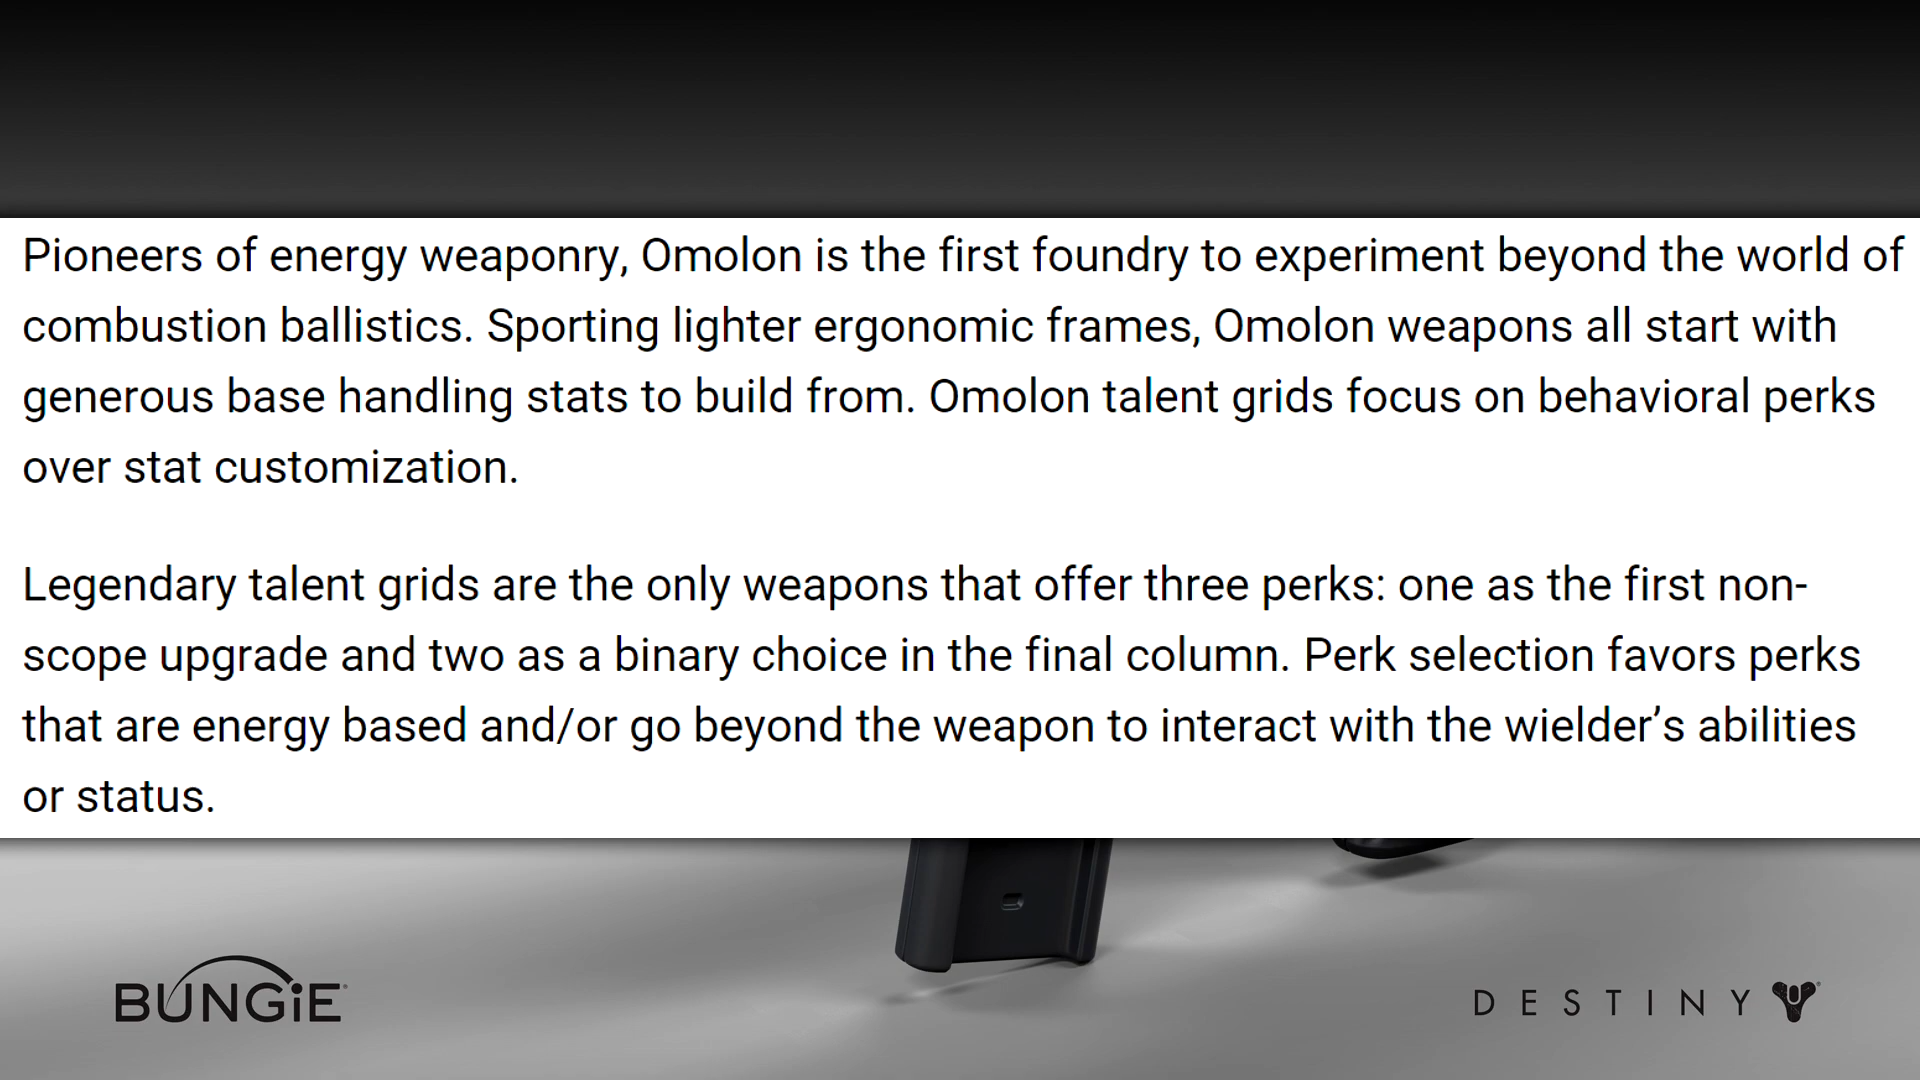 Pioneers of energy weaponry, Omolon is the first foundry to experiment beyond the world of
combustion ballistics. Sporting lighter ergonomic frames, Omolon weapons all start with
generous base handling stats to build from. Omolon talent grids focus on behavioral perks
over stat customization.
Legendary talent grids are the only weapons that offer three perks: one as the first non-
scope upgrade and two as a binary choice in the final column. Perk selection favors perks
that are energy based and/or go beyond the weapon to interact with the wielder’s abilities
or status.
BUNGiE
DESTINY